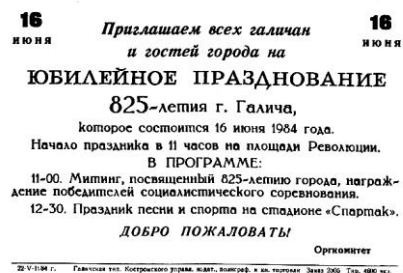 16
июня
16
июня
Приглашаем всех галичан
и гостей города на
ЮБИЛЕЙНОЕ ПРАЗДНОВАНИЕ
825-летия г. Галича,
которое состоится 16 июня 1984 года.
Начало праздника в 11 часов на площади Революции.
В ПРОГРАММЕ:
11-00. Митинг, посвященный 825-летию города, награж-
дение победителей социалистического соревнования.
12-30. Праздник песни и спорта на стадионе «Спартак».
ДОБРО ПОЖАЛОВАТЬ!
Оргкомитет
Галичская тип. Костромского управл. издат., полиграф. и кн. торговли Заказ Тир.